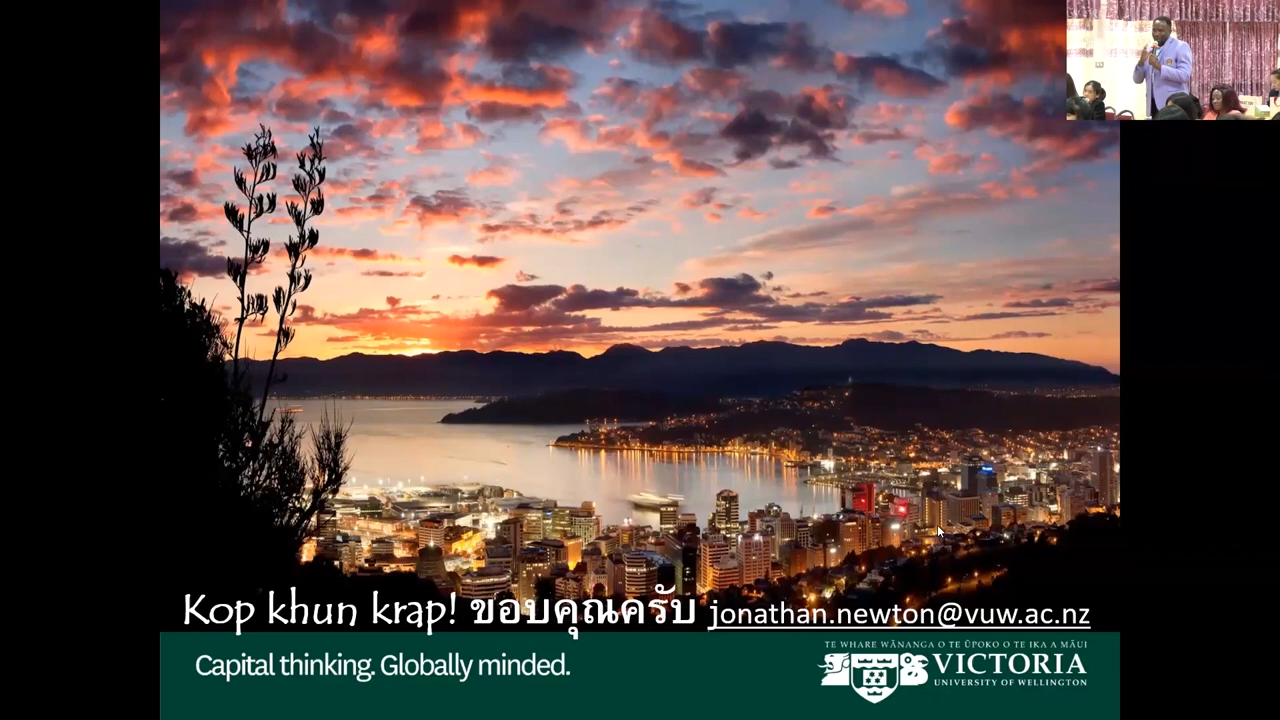 Kop khun krap! ขอบคุณครับ jonathan.newton@vuw.ac.nz
Capital thinking. Globally minded.
TE WHARE WĀNANGA O TE ŪPOKO O TE IKA A MĀUI
VICTORIA
UNIVERSITY OF WELLINGTON